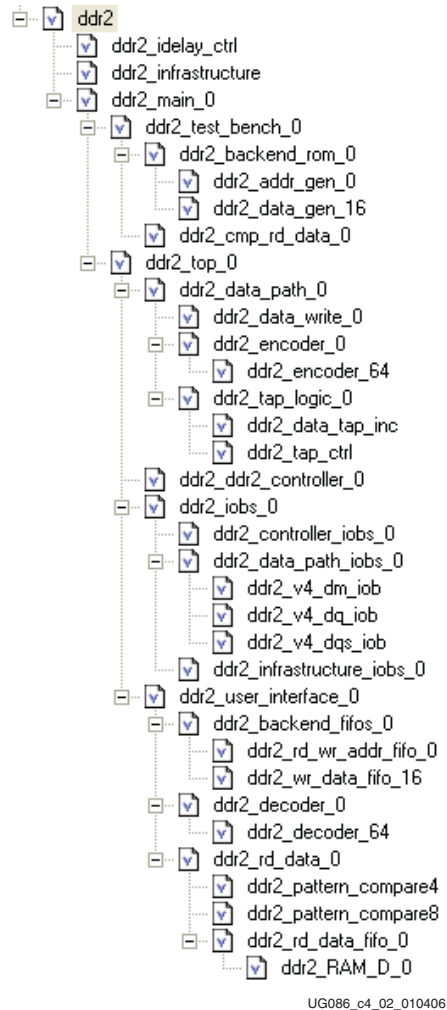 ddr2
ddr2_idelay_ctrl
ddr2_infrastructure
ddr2_main_0
ddr2_test_bench_0
ddr2_backend_rom_0
ddr2_addr_gen_0
ddr2_data_gen_16
ddr2_cmp_rd_data_0
ddr2_top_0
ddr2_data_path_0
ddr2_data_write_0
ddr2_encoder_0
ddr2_encoder_64
ddr2_tap_logic_0
ddr2_data_tap_inc
ddr2_tap_ctrl
ddr2_ddr2_controller_0
ddr2_iobs_0
ddr2_controller_iobs_0
ddr2_data_path_iobs_0
ddr2_v4_dm_iob
ddr2_v4_dq_iob
ddr2_v4_dqs_iob
ddr2_infrastructure_iobs_0
ddr2_user_interface_0
ddr2_backend_fifos_0
ddr2_rd_wr_addr_fifo_0
ddr2_wr_data_fifo_16
ddr2_decoder_0
ddr2_decoder_64
ddr2_rd_data_0
ddr2_pattern_compare4
ddr2_pattern_compare8
ddr2_rd_data_fifo_0
ddr2_RAM_D_0
UG086_c4_02_010406